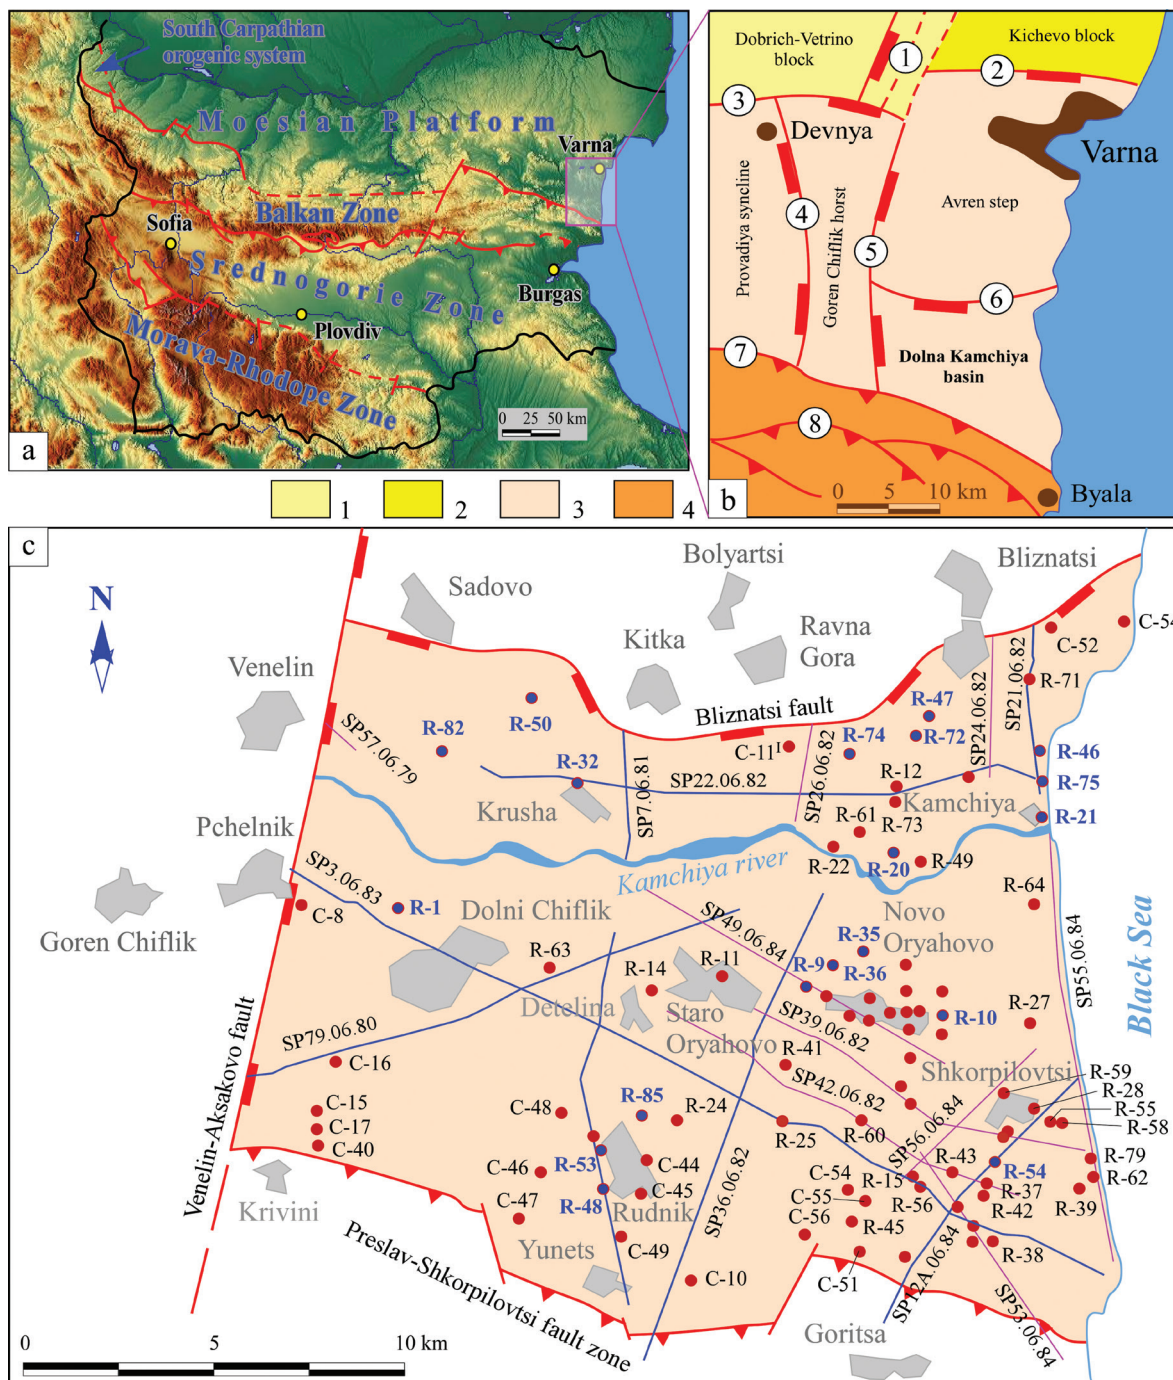 South Carpathian
orogenic system
Moesian Platform
Varna
Balkan Zone
Sofia
Srednogorie Zone
Burgas
Plovdiv
Morava-Rhodope Zone
0 25 50 km
a
Dobrich-Vetrino
block
1
Kichevo block
2
3
Devnya
Varna
Provadiya syncline
4
Goren Chiflik horst
5
Avren step
6
7
Dolna Kamchiya
basin
8
0 5 10 km
Byala
b
1 2 3 4
c
N
Sadovo
Bolyartsi
Bliznatsi
Venelin
Kitka
Ravna
Gora
C-54
C-52
SP21.06.82
R-71
SP24.06.82
R-47
R-72
R-74
R-46
R-75
R-21
R-50
R-82
SP57.06.79
R-32
Bliznatsi fault
C-11I
SP7.06.81
SP22.06.82
SP26.06.82
R-12
Krusha
Kamchiya
R-61
R-73
R-22
R-20
R-49
Pchelnik
Kamchiya river
SP3.06.83
R-1
C-8
Goren Chiflik
Dolni Chiflik
SP49.06.84
Novo
Oryahovo
R-64
R-35
R-9
R-36
R-63
R-14
R-11
Detelina
Staro
Oryahovo
SP39.06.82
R-10
R-27
SP55.06.84
Black Sea
SP79.06.80
C-16
R-41
SP42.06.82
Shkorpilovtsi
R-59
R-28
R-55
R-58
Venelin-Aksakovo fault
C-15
C-17
C-40
C-48
R-85
R-24
R-25
R-60
SP56.06.84
R-43
R-54
R-79
R-62
R-53
C-44
C-46
C-45
R-48
C-47
Rudnik
SP36.06.82
C-54
R-15
C-55
R-56
R-37
R-42
R-39
C-56
R-45
R-38
Krivini
Yunets
C-49
C-10
C-51
SP12A.06.84
SP53.06.84
Preslav-Shkorpilovtsi fault zone
Goritsa
0 5 10 km